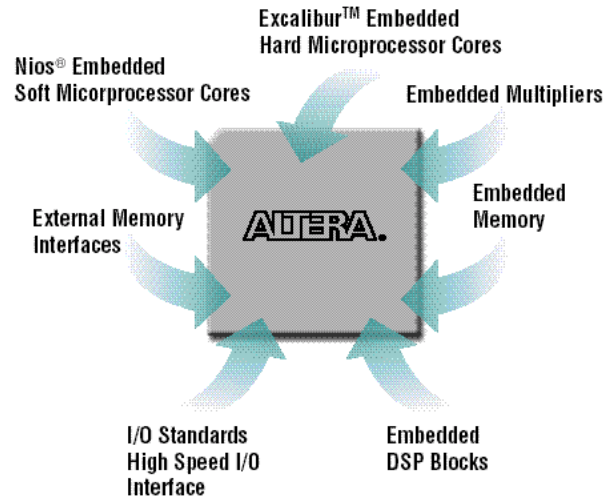 Excalibur™ Embedded
Hard Microprocessor Cores
Nios® Embedded
Soft Micorprocessor Cores
Embedded Multipliers
External Memory
Interfaces
ALTERA.
Embedded
Memory
I/O Standards
High Speed I/O
Interface
Embedded
DSP Blocks